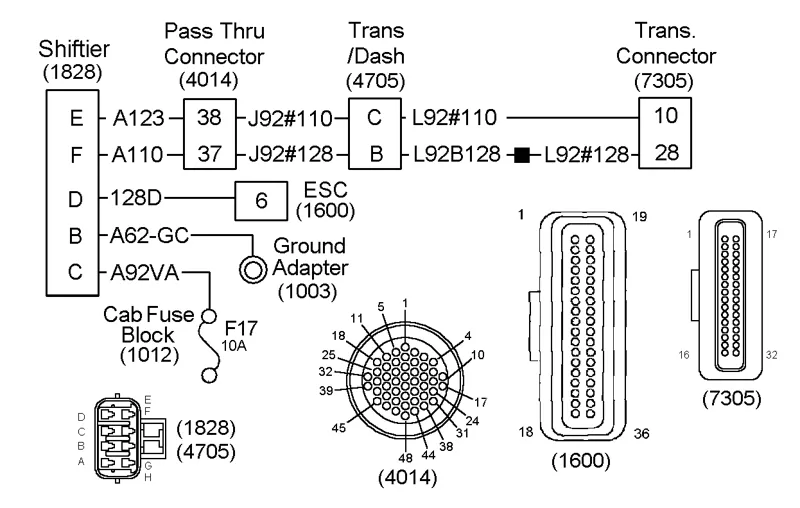 Shiftier
(1828)
Pass Thru
Connector
(4014)
Trans
/Dash
(4705)
Trans.
Connector
(7305)
E A123 38 J92#110 C L92#110 10
F A110 37 J92#128 B L92B128 L92#128 28
D 128D 6 ESC
(1600)
B A62-GC
Ground
Adapter
(1003)
C A92VA
Cab Fuse
Block
(1012)
F17
10A
D
C
B
A
E
F
G
H
(1828)
(4705)
1
5
11
18
25
32
39
45
4
10
17
24
31
38
44
48
(4014)
1
19
18
36
(1600)
1
17
16
32
(7305)